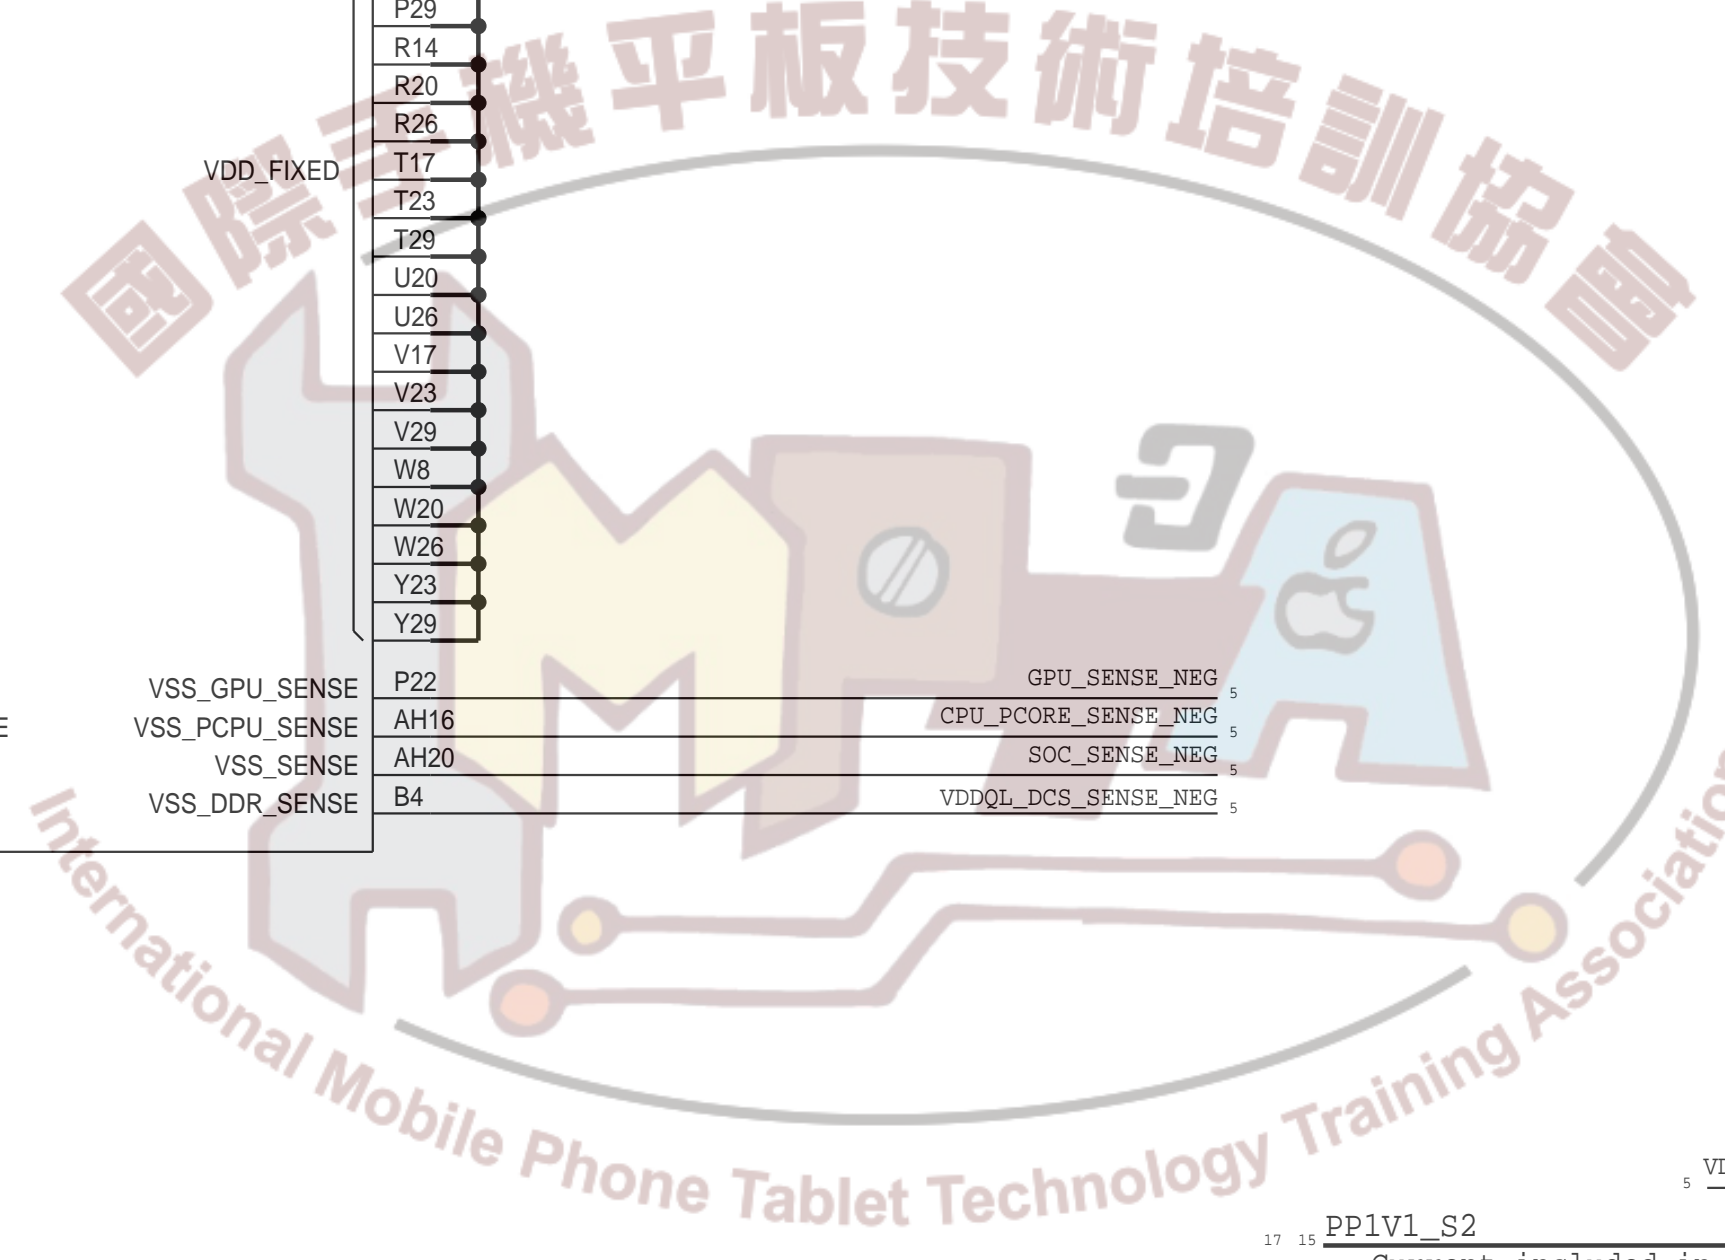 國際手機平板技術培訓協會
P29
R14
R20
R26
VDD_FIXED T17
T23
T29
U20
U26
V17
V23
V29
W8
W20
W26
Y23
Y29
VSS_GPU_SENSE P22 GPU_SENSE_NEG 5
E VSS_PCPU_SENSE AH16 CPU_PCORE_SENSE_NEG 5
VSS_SENSE AH20 SOC_SENSE_NEG 5
VSS_DDR_SENSE B4 VDDQL_DCS_SENSE_NEG 5
International Mobile Phone Tablet Technology Training Association
5
17 15 PP1V1_S2